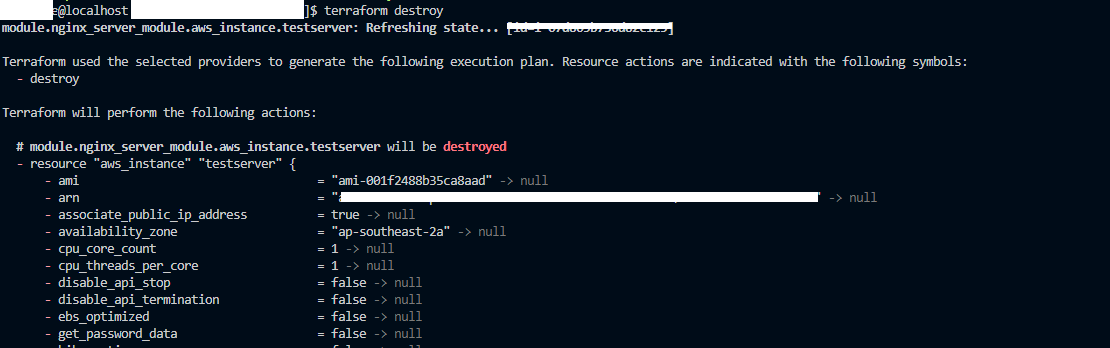 e@localhost ]$ terraform destroy
module.nginx_server_module.aws_instance.testserver: Refreshing state...
Terraform used the selected providers to generate the following execution plan. Resource actions are indicated with the following symbols:
- destroy
Terraform will perform the following actions:
# module.nginx_server_module.aws_instance.testserver will be destroyed
- resource "aws_instance" "testserver" {
- ami = "ami-001f2488b35ca8aad" -> null
- arn = " " -> null
- associate_public_ip_address = true -> null
- availability_zone = "ap-southeast-2a" -> null
- cpu_core_count = 1 -> null
- cpu_threads_per_core = 1 -> null
- disable_api_stop = false -> null
- disable_api_termination = false -> null
- ebs_optimized = false -> null
- get_password_data = false -> null